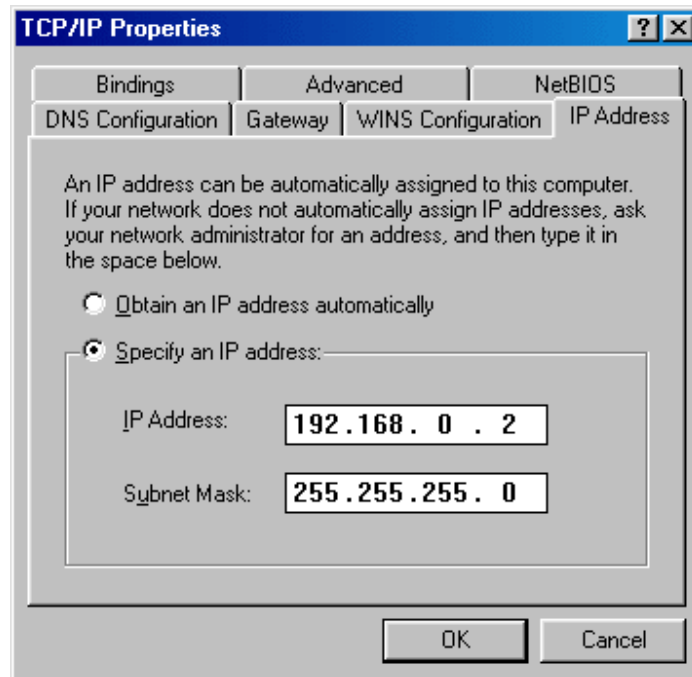 TCP/IP Properties
Bindings Advanced NetBIOS
DNS Configuration Gateway WINS Configuration IP Address
An IP address can be automatically assigned to this computer.
If your network does not automatically assign IP addresses, ask
your network administrator for an address, and then type it in
the space below.
Obtain an IP address automatically
Specify an IP address:
IP Address: 192.168. 0 . 2
Subnet Mask: 255.255.255. 0
OK Cancel